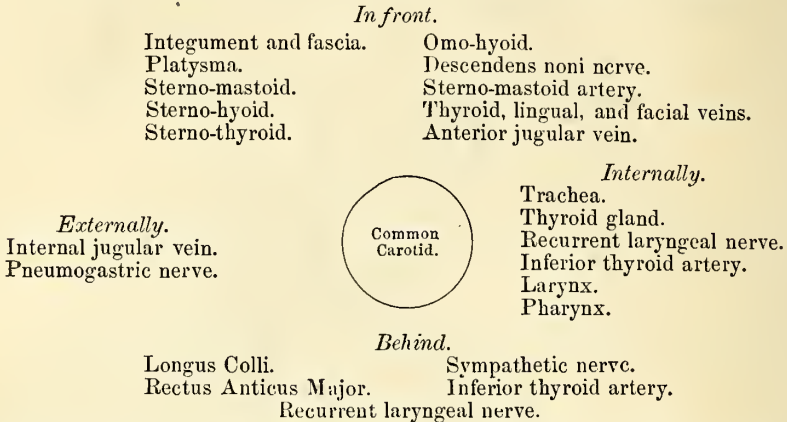 In front.
Integument and fascia.
Platysma.
Sterno-mastoid.
Sterno-hyoid.
Sterno-thyroid.
Omo-hyoid.
Descendens noni nerve.
Sterno-mastoid artery.
Thyroid, lingual, and facial veins.
Anterior jugular vein.
Externally.
Internal jugular vein.
Pneumogastric nerve.
Common
Carotid.
Internally.
Trachea.
Thyroid gland.
Recurrent laryngeal nerve.
Inferior thyroid artery.
Larynx.
Pharynx.
Behind.
Longus Colli.
Rectus Anticus Major.
Sympathetic nerve.
Inferior thyroid artery.
Recurrent laryngeal nerve.